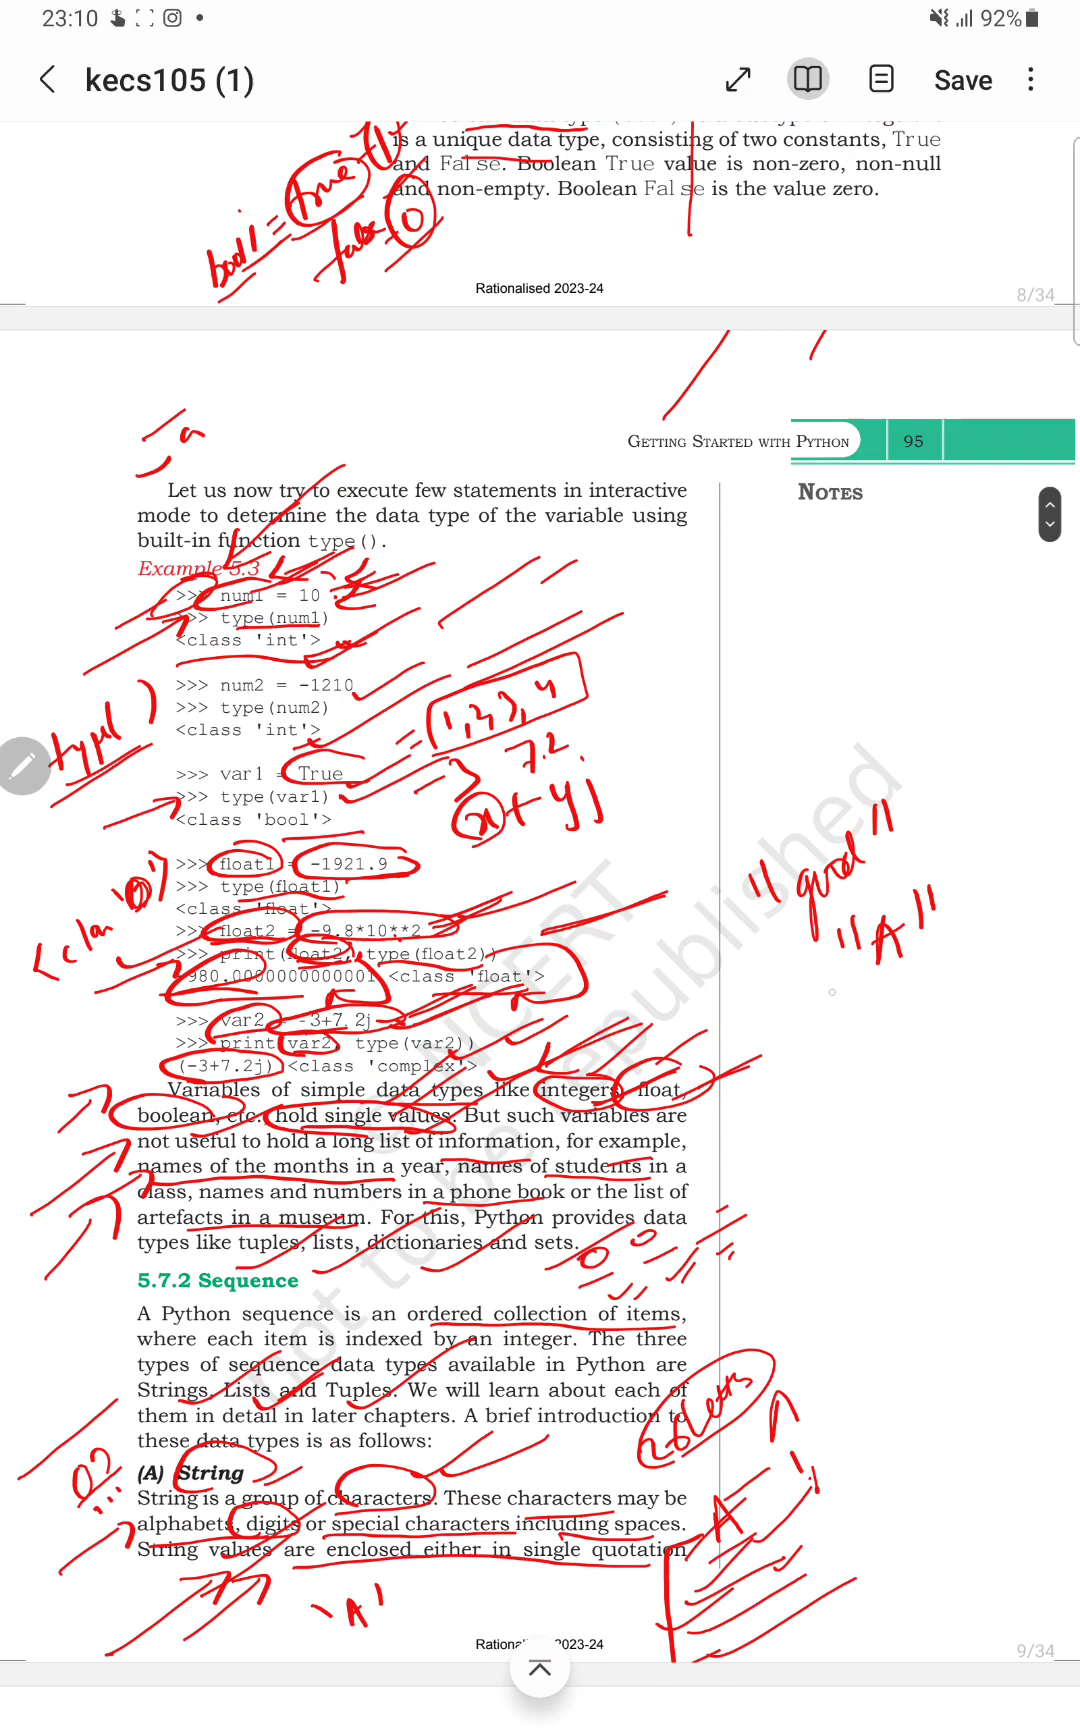 23:10
92%
kecs105 (1)
Save
is a unique data type, consisting of two constants, True
and False. Boolean True value is non-zero, non-null
and non-empty. Boolean False is the value zero.
bool1 = true 1
false 0
Rationalised 2023-24
8/34
Getting Started with Python 95
Notes
Let us now try to execute few statements in interactive
mode to determine the data type of the variable using
built-in function type().
Example 5.3
>>> num1 = 10
>>> type(num1)
<class 'int'>
>>> num2 = -1210
>>> type(num2)
<class 'int'>
1, 2, 3, 4
7.2
x + yj
>>> var1 = True
>>> type(var1)
<class 'bool'>
>>> float1 = -1921.9
>>> type(float1)
<class 'float'>
>>> float2 = -9.8*10**2
>>> print(float2, type(float2))
-980.0000000000001 <class 'float'>
"good"
"A"
>>> var2 = -3+7.2j
>>> print(var2, type(var2))
(-3+7.2j) <class 'complex'>
Variables of simple data types like integers, float,
boolean, etc., hold single values. But such variables are
not useful to hold a long list of information, for example,
names of the months in a year, names of students in a
class, names and numbers in a phone book or the list of
artefacts in a museum. For this, Python provides data
types like tuples, lists, dictionaries and sets.
5.7.2 Sequence
A Python sequence is an ordered collection of items,
where each item is indexed by an integer. The three
types of sequence data types available in Python are
Strings, Lists and Tuples. We will learn about each of
them in detail in later chapters. A brief introduction to
these data types is as follows:
(A) String
String is a group of characters. These characters may be
alphabets, digits or special characters including spaces.
String values are enclosed either in single quotation
'A'
A
© NCERT
not to be republished
2023-24
9/34